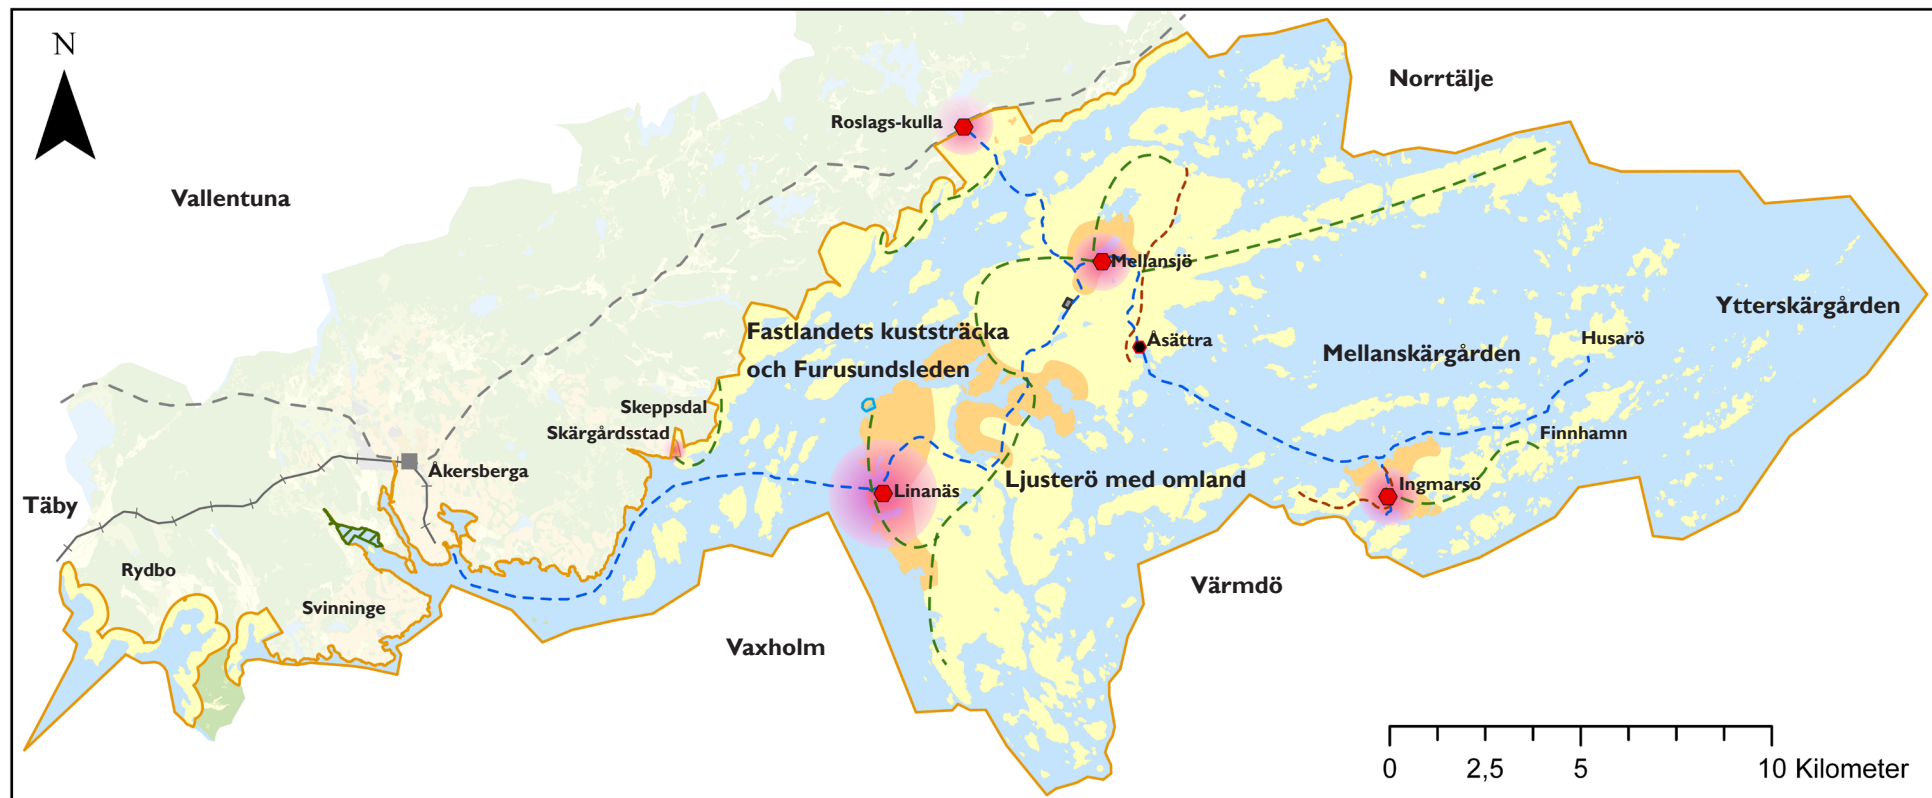 N
Norrtälje
Roslags-kulla
Vallentuna
Mellansjö
Ytterskärgården
Fastlandets kuststräcka
och Furusundsleden
Åsättra
Husarö
Mellanskärgården
Skeppsdal
Skärgårdsstad
Finnhamn
Åkersberga
Ljusterö med omland
Ingmarsö
Linanäs
Täby
Rydbo
Värmdö
Svinninge
Vaxholm
0 2,5 5 10 Kilometer